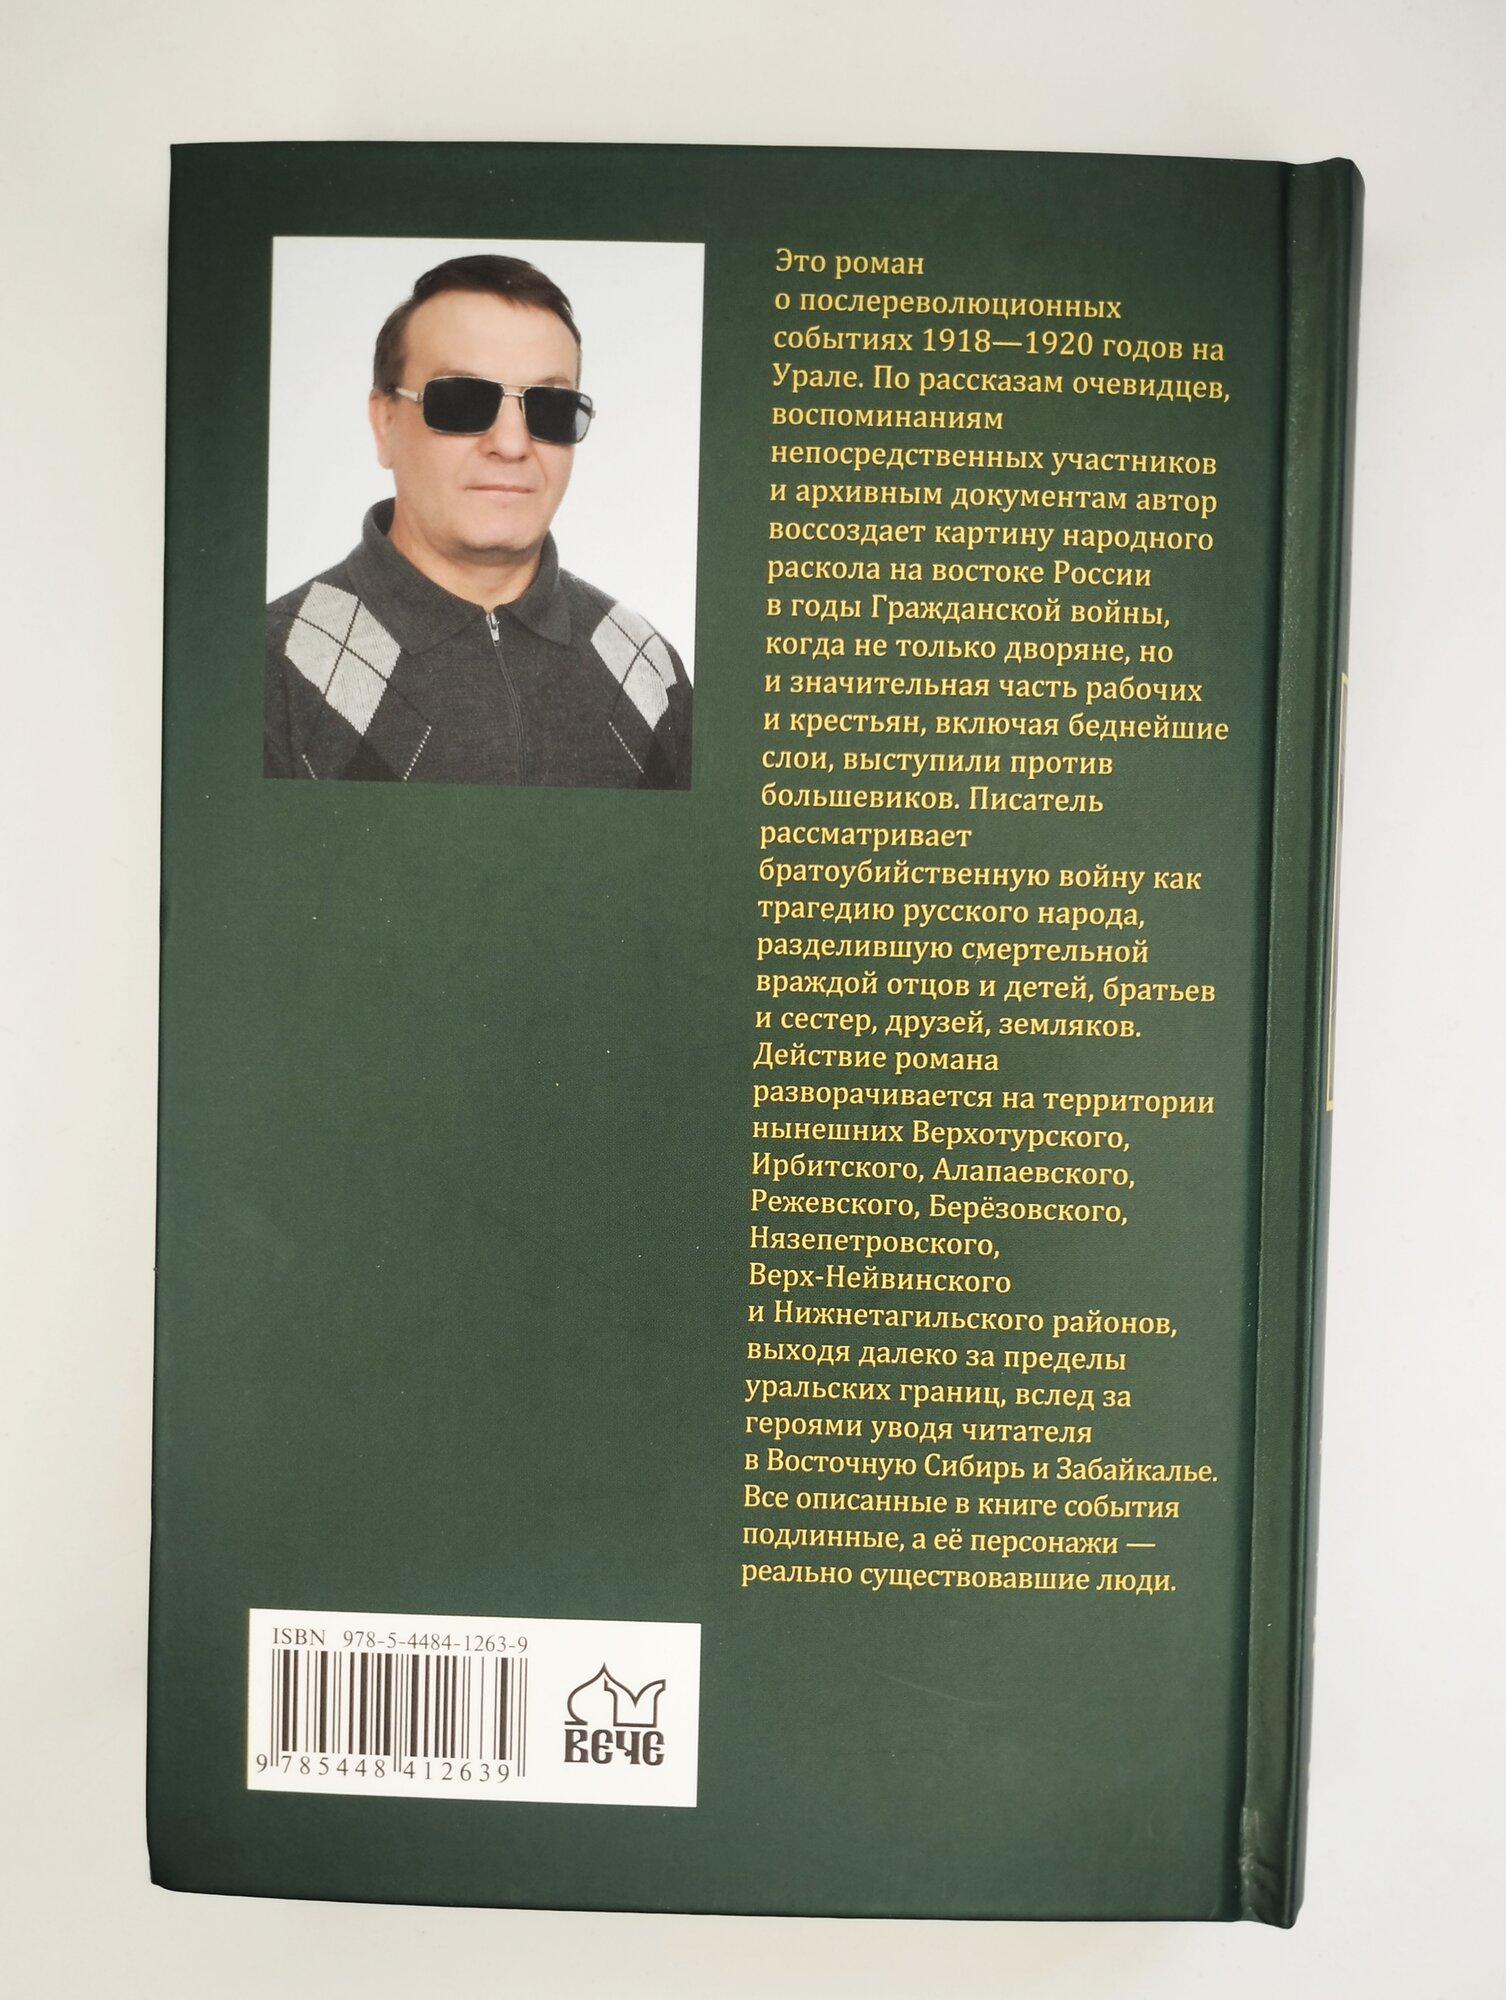 Это роман
о послереволюционных
событиях 1918—1920 годов на
Урале. По рассказам очевидцев,
воспоминаниям
непосредственных участников
и архивным документам автор
воссоздает картину народного
раскола на востоке России
в годы Гражданской войны,
когда не только дворяне, но
и значительная часть рабочих
и крестьян, включая беднейшие
слои, выступили против
большевиков. Писатель
рассматривает
братоубийственную войну как
трагедию русского народа,
разделившую смертельной
враждой отцов и детей, братьев
и сестер, друзей, земляков.
Действие романа
разворачивается на территории
нынешних Верхотурского,
Ирбитского, Алапаевского,
Режевского, Берёзовского,
Нязепетровского,
Верх-Нейвинского
и Нижнетагильского районов,
выходя далеко за пределы
уральских границ, вслед за
героями уводя читателя
в Восточную Сибирь и Забайкалье.
Все описанные в книге события
подлинные, а её персонажи —
реально существовавшие люди.
ISBN 978-5-4484-1263-9
9 785448 412639
ВЕЧЕ